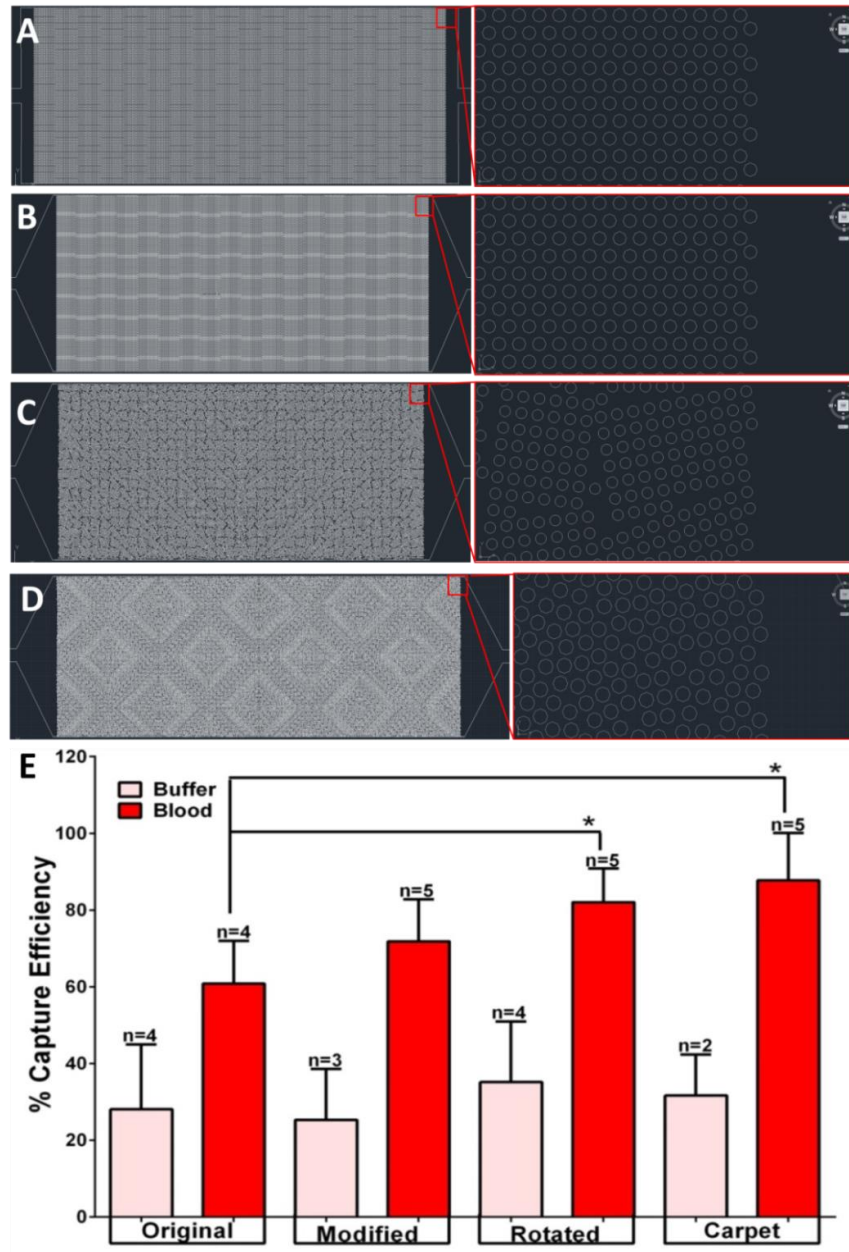 A
B
C
D
E
120
100
80
60
40
20
0
% Capture Efficiency
Buffer
Blood
*
*
n=4
n=4
n=3
n=5
n=4
n=5
n=2
n=5
Original
Modified
Rotated
Carpet